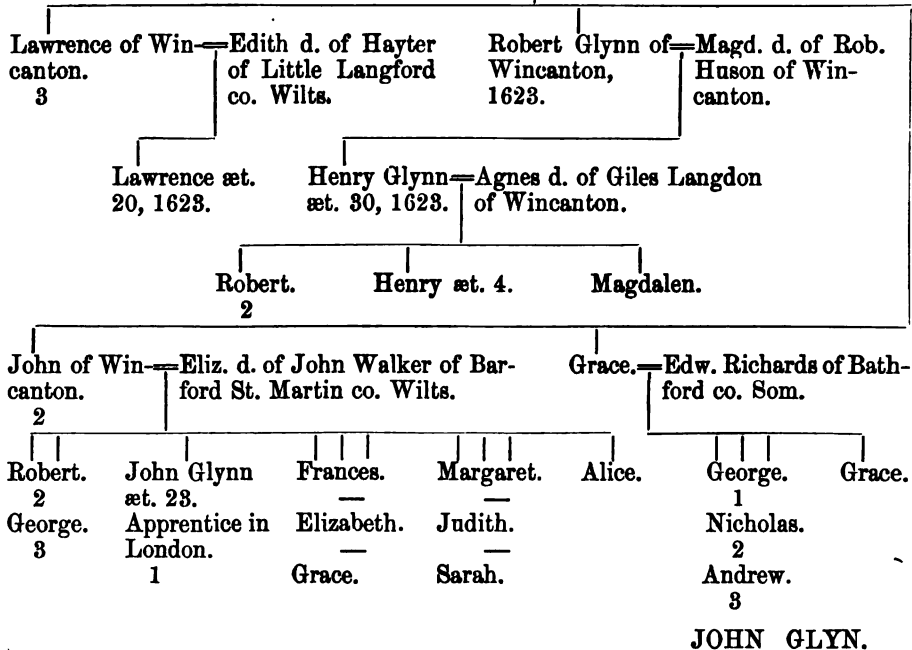 Lawrence of Win-=Edith d. of Hayter
canton. of Little Langford
3 co. Wilts.
Robert Glynn of=Magd. d. of Rob.
Wincanton, Huson of Win-
1623. canton.
Lawrence æt.
20, 1623.
Henry Glynn=Agnes d. of Giles Langdon
æt. 30, 1623. of Wincanton.
Robert. Henry æt. 4. Magdalen.
2
John of Win-=Eliz. d. of John Walker of Bar-
canton. ford St. Martin co. Wilts.
2
Grace.=Edw. Richards of Bath-
ford co. Som.
Robert. John Glynn Frances. Margaret. Alice. George. Grace.
2 æt. 23. — — 1
George. Apprentice in Elizabeth. Judith. Nicholas.
3 London. — — 2
1 Grace. Sarah. Andrew.
3
JOHN GLYN.